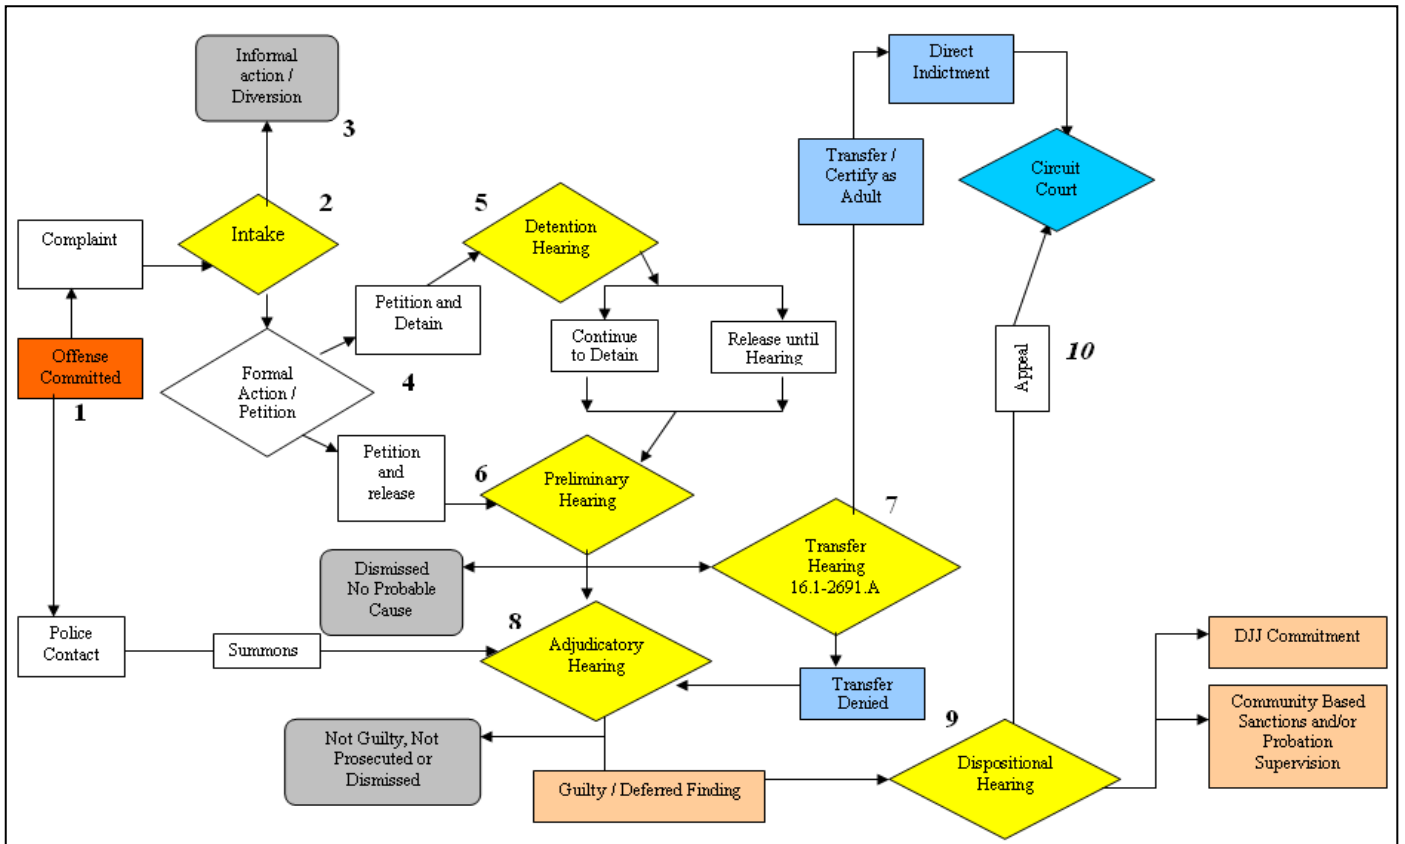 Informal
action /
Diversion
3
Direct
Indictment
Transfer /
Certify as
Adult
Circuit
Court
2
Intake
Complaint
5
Detention
Hearing
Petition and
Detain
Continue
to Detain
Release until
Hearing
Offense
Committed
1
Formal
Action /
Petition
4
Appeal
10
Petition
and
release
6
Preliminary
Hearing
7
Transfer
Hearing
16.1-2691.A
Dismissed
No Probable
Cause
8
Adjudicatory
Hearing
Police
Contact
Summons
Transfer
Denied
DJJ Commitment
Community Based
Sanctions and/or
Probation
Supervision
Not Guilty, Not
Prosecuted or
Dismissed
Guilty / Deferred Finding
9
Dispositional
Hearing